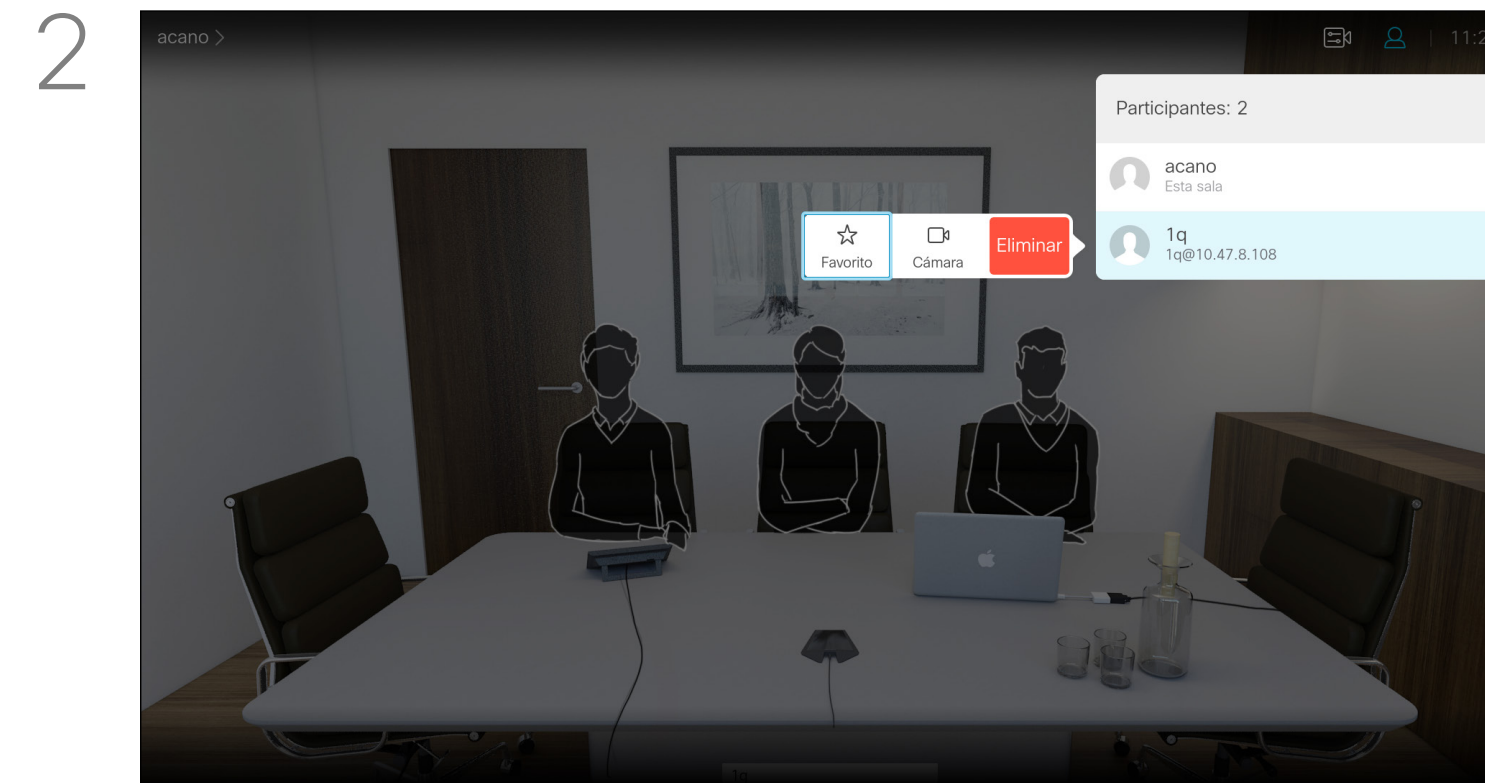 2
acano >
11:2
Participantes: 2
acano
Esta sala
1q
1q@10.47.8.108
Favorito
Cámara
Eliminar
1q